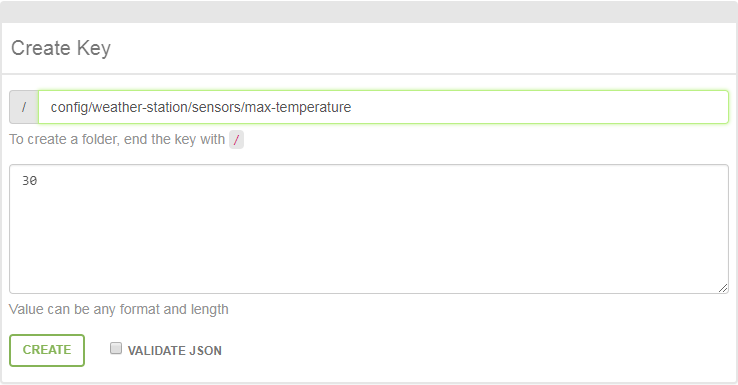 Create Key
/ config/weather-station/sensors/max-temperature
To create a folder, end the key with /
30
Value can be any format and length
CREATE VALIDATE JSON